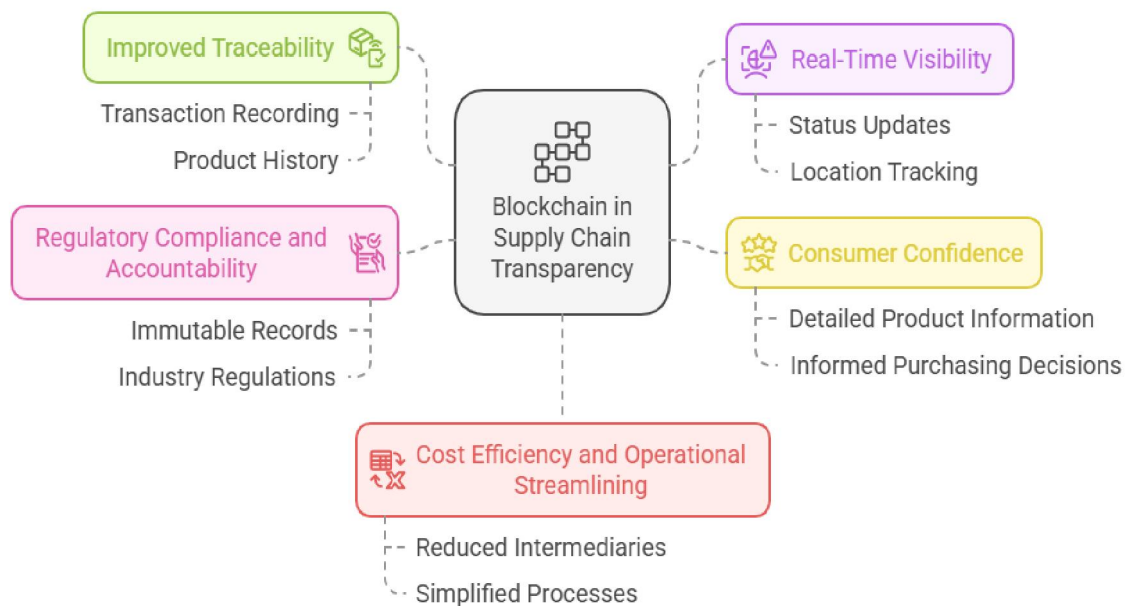 Improved Traceability
Transaction Recording
Product History
Regulatory Compliance and
Accountability
Immutable Records
Industry Regulations
Blockchain in
Supply Chain
Transparency
Real-Time Visibility
Status Updates
Location Tracking
Consumer Confidence
Detailed Product Information
Informed Purchasing Decisions
Cost Efficiency and Operational
Streamlining
Reduced Intermediaries
Simplified Processes